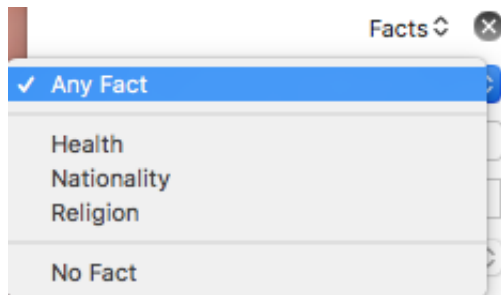 Facts
Any Fact
Health
Nationality
Religion
No Fact